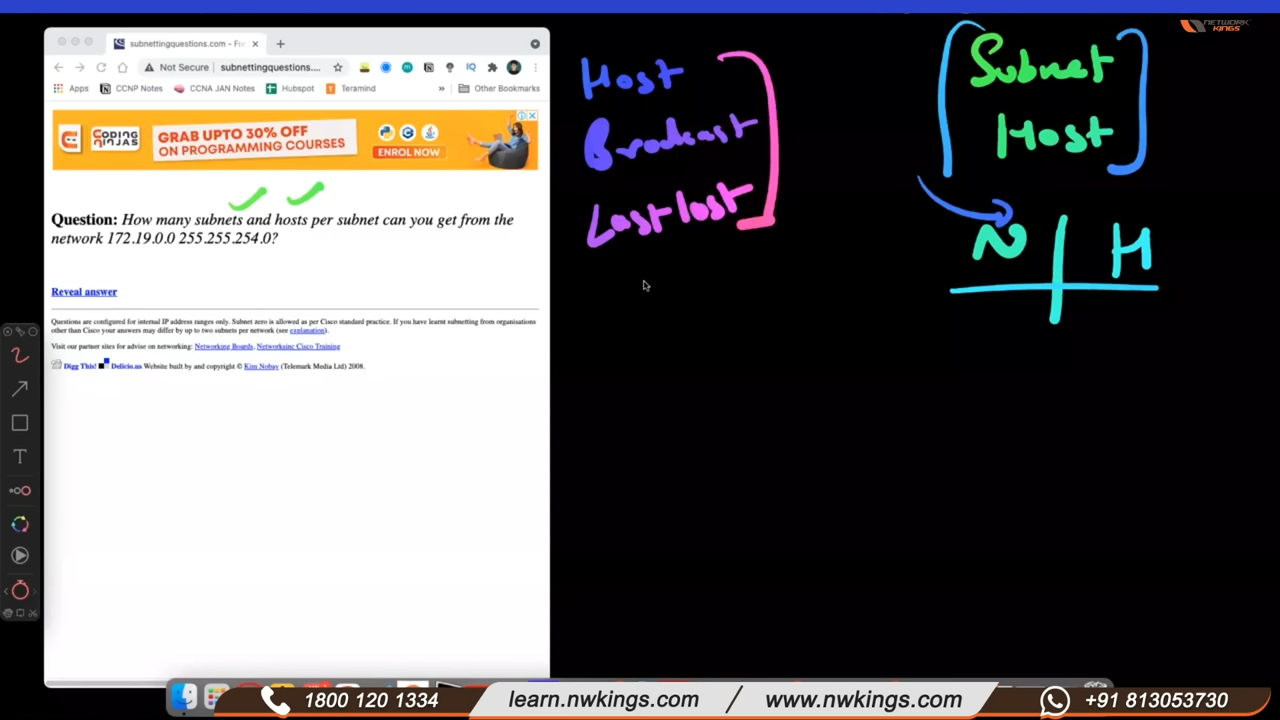 subnettingquestions.com - Fre
Not Secure
subnettingquestions....
Apps
CCNP Notes
CCNA JAN Notes
Hubspot
Teramind
»
Other Bookmarks
CODING NINJAS
GRAB UPTO 30% OFF
ON PROGRAMMING COURSES
ENROL NOW
Question: How many subnets and hosts per subnet can you get from the
network 172.19.0.0 255.255.254.0?
Reveal answer
Questions are configured for internal IP address ranges only. Subnet zero is allowed as per Cisco standard practice. If you have learnt subnetting from organisations
other than Cisco your answers may differ by up to two subnets per network (see explanation).
Visit our partner sites for advise on networking: Networking Boards, Networksinc Cisco Training
Digg This! Delicio.us Website built by and copyright © Kim Nobay (Telemark Media Ltd) 2008.
Host
Broadcast
Last lost
Subnet
Host
N H
NETWORK
KINGS
T
1800 120 1334
learn.nwkings.com / www.nwkings.com
+91 813053730